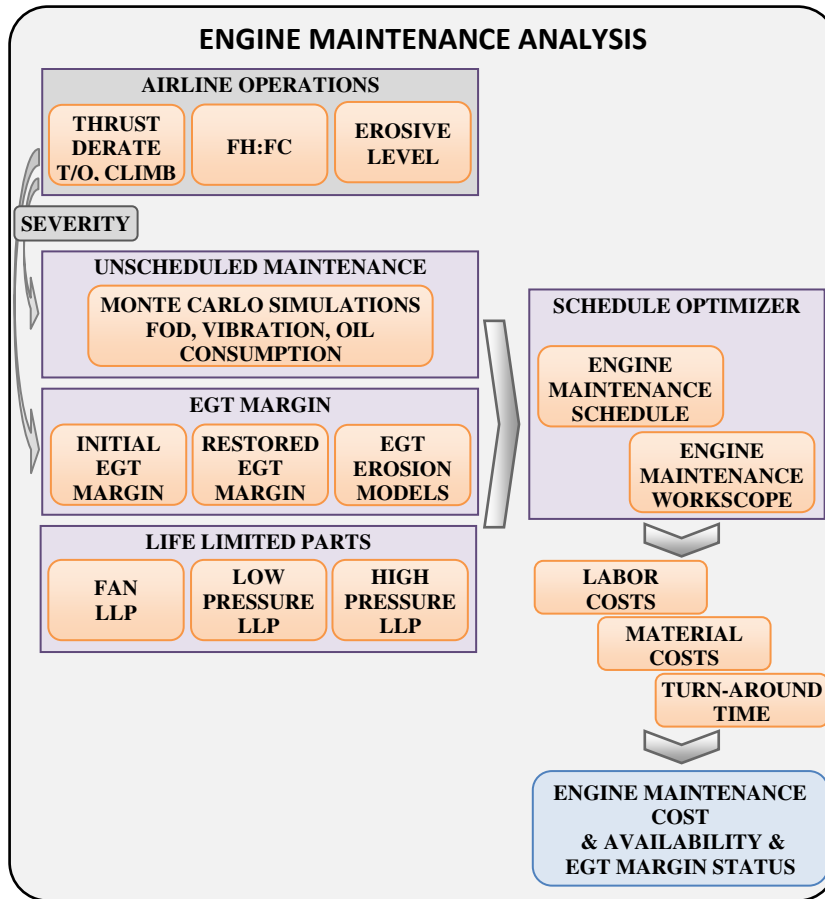 ENGINE MAINTENANCE ANALYSIS
AIRLINE OPERATIONS
THRUST
DERATE
T/O, CLIMB
FH:FC
EROSIVE
LEVEL
SEVERITY
UNSCHEDULED MAINTENANCE
MONTE CARLO SIMULATIONS
FOD, VIBRATION, OIL
CONSUMPTION
EGT MARGIN
INITIAL
EGT
MARGIN
RESTORED
EGT
MARGIN
EGT
EROSION
MODELS
LIFE LIMITED PARTS
FAN
LLP
LOW
PRESSURE
LLP
HIGH
PRESSURE
LLP
SCHEDULE OPTIMIZER
ENGINE
MAINTENANCE
SCHEDULE
ENGINE
MAINTENANCE
WORKSCOPE
LABOR
COSTS
MATERIAL
COSTS
TURN-AROUND
TIME
ENGINE MAINTENANCE
COST
& AVAILABILITY &
EGT MARGIN STATUS